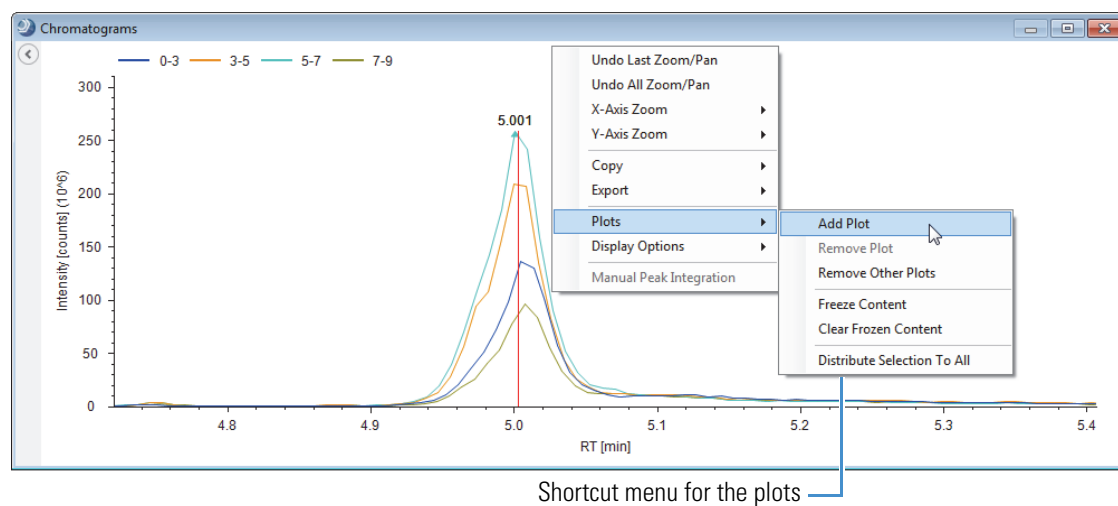 Chromatograms
0-3 3-5 5-7 7-9
Intensity [counts] (10^6)
300
250
200
150
100
50
0
5.001
4.8 4.9 5.0 5.1 5.2 5.3 5.4
RT [min]
Undo Last Zoom/Pan
Undo All Zoom/Pan
X-Axis Zoom
Y-Axis Zoom
Copy
Export
Plots
Display Options
Manual Peak Integration
Add Plot
Remove Plot
Remove Other Plots
Freeze Content
Clear Frozen Content
Distribute Selection To All
Shortcut menu for the plots